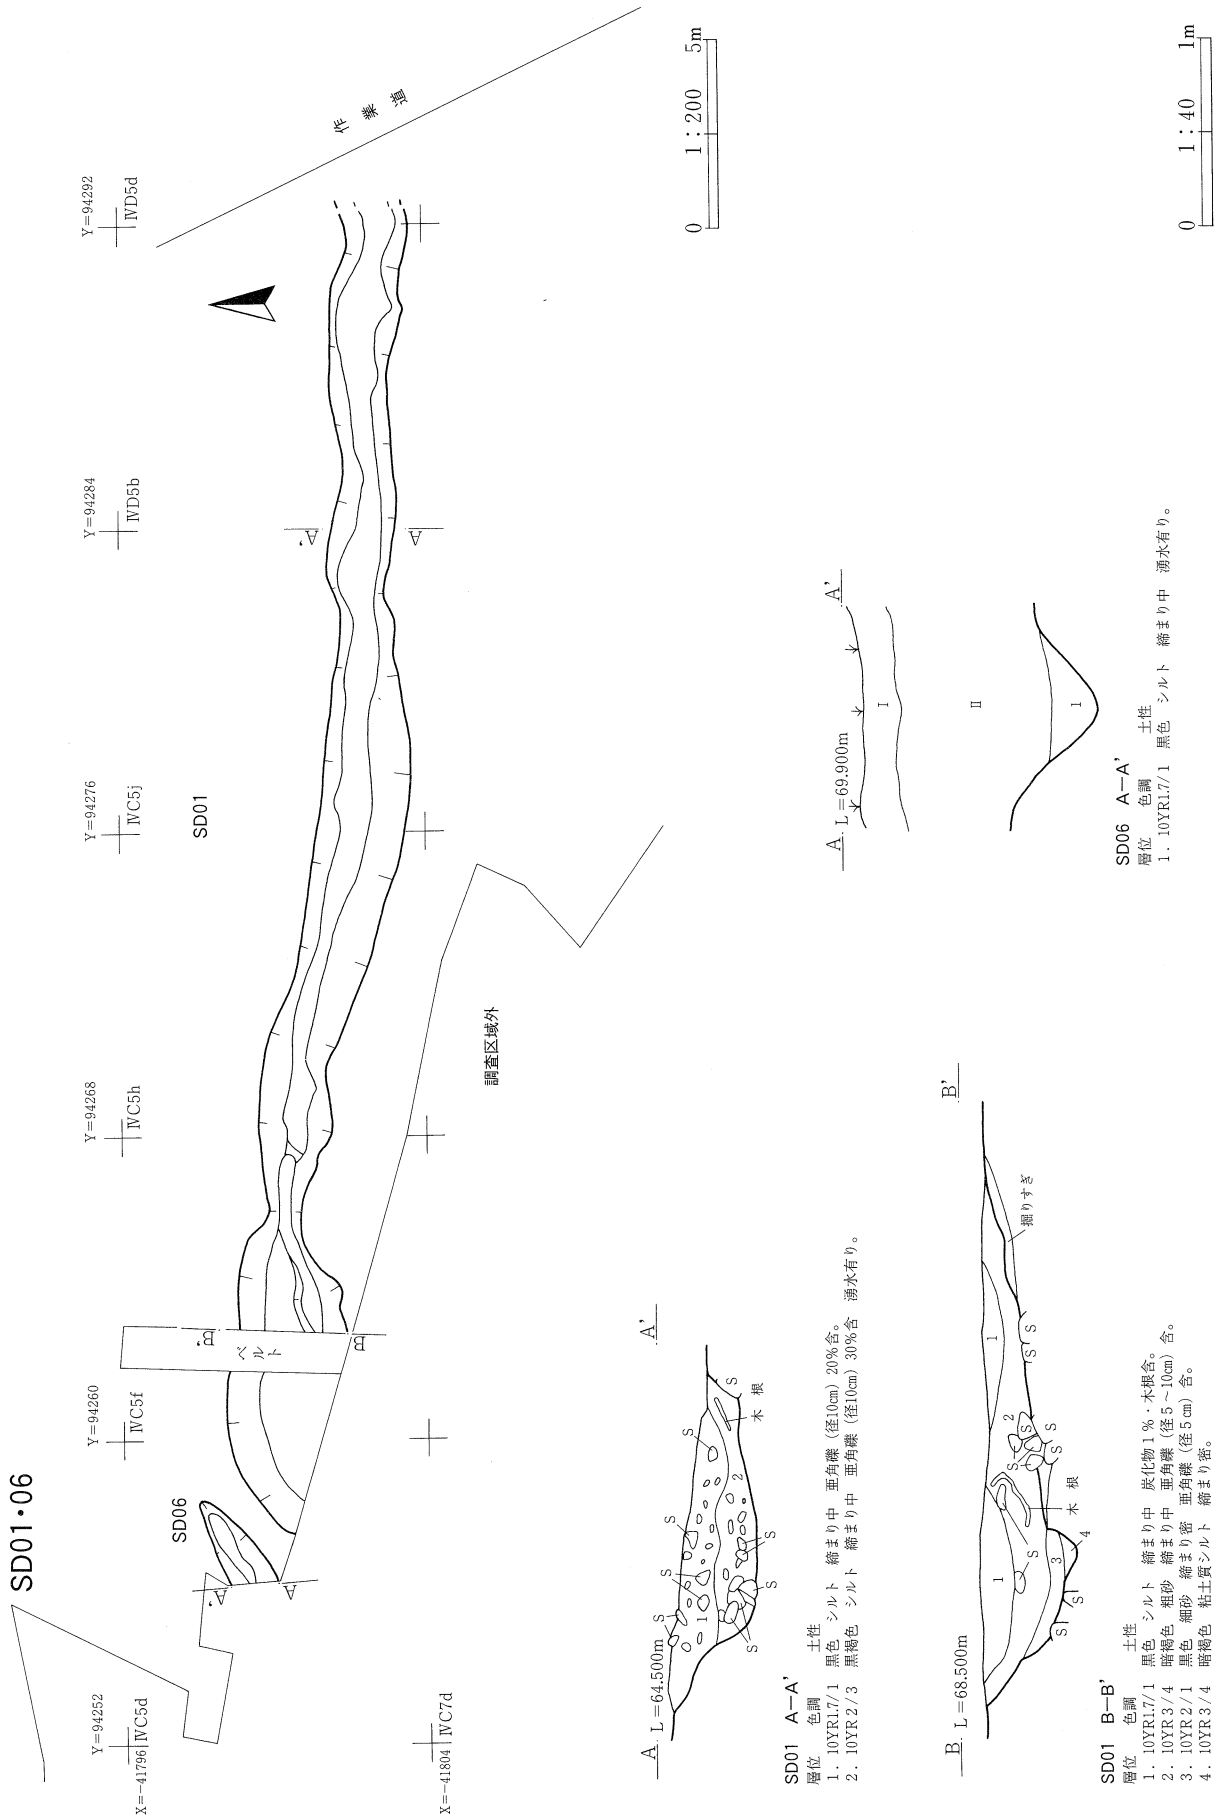 SD01・06
X=-41796
Y=94252
ⅣC5d
Y=94260
ⅣC5f
Y=94268
ⅣC5h
Y=94276
ⅣC5j
Y=94284
ⅣD5b
Y=94292
ⅣD5d
X=-41804
ⅣC7d
SD06
SD01
A
A'
ベルト
B
B'
A
A'
作業道
調査区域外
0 1:200 5m
0 1:40 1m
A L=64.500m A'
S
S
S
S
S
S
S
S
S
1
2
木根
SD01 A-A'
層位 色調 土性
1. 10YR1.7/1 黒色 シルト 締まり中 亜角礫（径10cm）20%含。
2. 10YR2/3 黒褐色 シルト 締まり中 亜角礫（径10cm）30%含 湧水有り。
A L=69.900m A'
Ⅰ
Ⅱ
1
SD06 A-A'
層位 色調 土性
1. 10YR1.7/1 黒色 シルト 締まり中 湧水有り。
B L=68.500m B'
1
1
2
3
4
S
S
S
S
S
S
S
S
S
木根
掘りすぎ
SD01 B-B'
層位 色調 土性
1. 10YR1.7/1 黒色 シルト 締まり中 炭化物1%・木根含。
2. 10YR3/4 暗褐色 粗砂 締まり中 亜角礫（径5～10cm）含。
3. 10YR2/1 黒色 細砂 締まり密 亜角礫（径5cm）含。
4. 10YR3/4 暗褐色 粘土質シルト 締まり密。